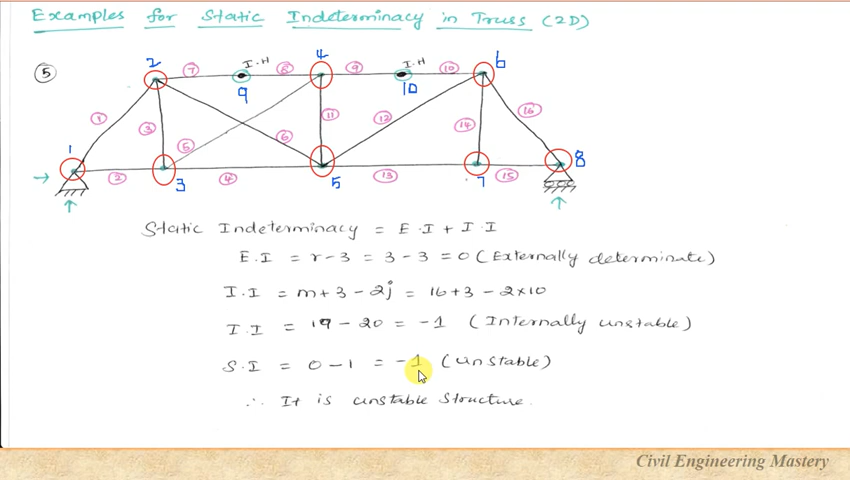 Examples for Static Indeterminacy in Truss (2D)
5
2 7 I.H 8 4 9 I.H 10 6
9 10
1 3 5 6 11 12 14 16
1 2 3 4 5 13 7 15 8
Static Indeterminacy = E.I + I.I
E.I = r-3 = 3-3 = 0 (Externally determinate)
I.I = m+3-2j = 16+3-2×10
I.I = 19-20 = -1 (Internally unstable)
S.I = 0-1 = -1 (unstable)
∴ It is unstable structure.
Civil Engineering Mastery